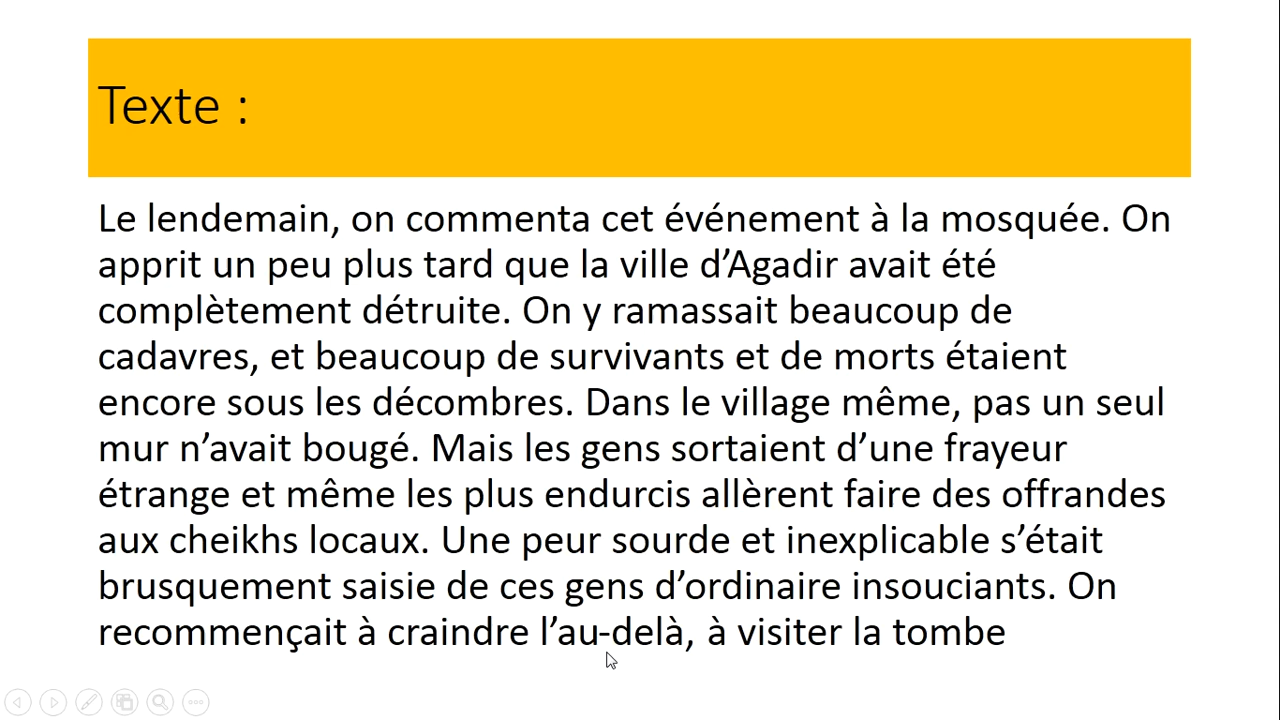 Texte :
Le lendemain, on commenta cet événement à la mosquée. On
apprit un peu plus tard que la ville d’Agadir avait été
complètement détruite. On y ramassait beaucoup de
cadavres, et beaucoup de survivants et de morts étaient
encore sous les décombres. Dans le village même, pas un seul
mur n’avait bougé. Mais les gens sortaient d’une frayeur
étrange et même les plus endurcis allèrent faire des offrandes
aux cheikhs locaux. Une peur sourde et inexplicable s’était
brusquement saisie de ces gens d’ordinaire insouciants. On
recommençait à craindre l’au-delà, à visiter la tombe